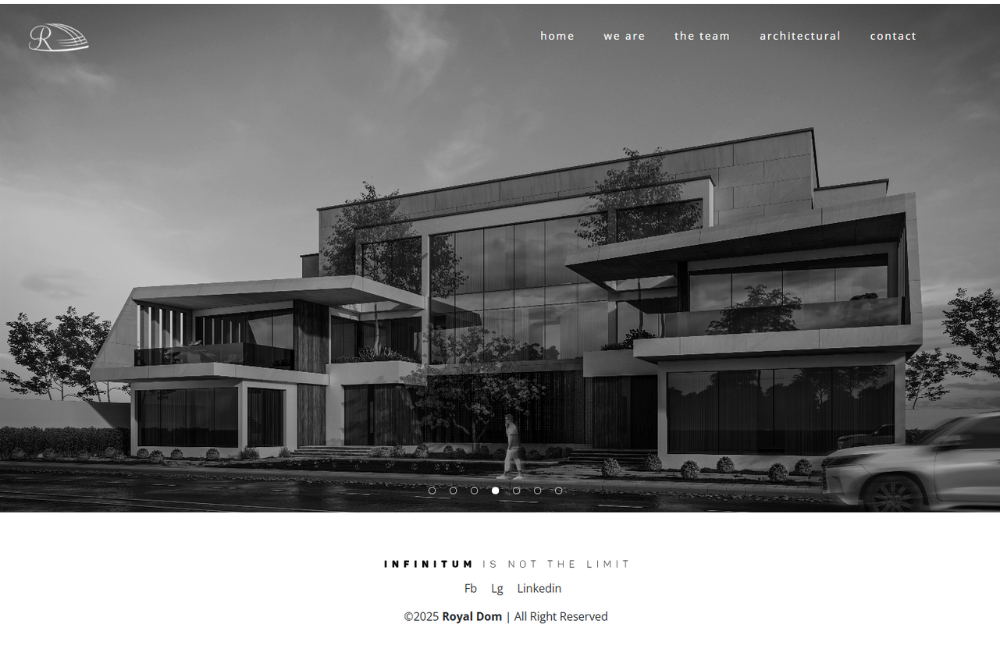 R
home we are the team architectural contact
INFINITUM IS NOT THE LIMIT
Fb Lg Linkedin
©2025 Royal Dom | All Right Reserved